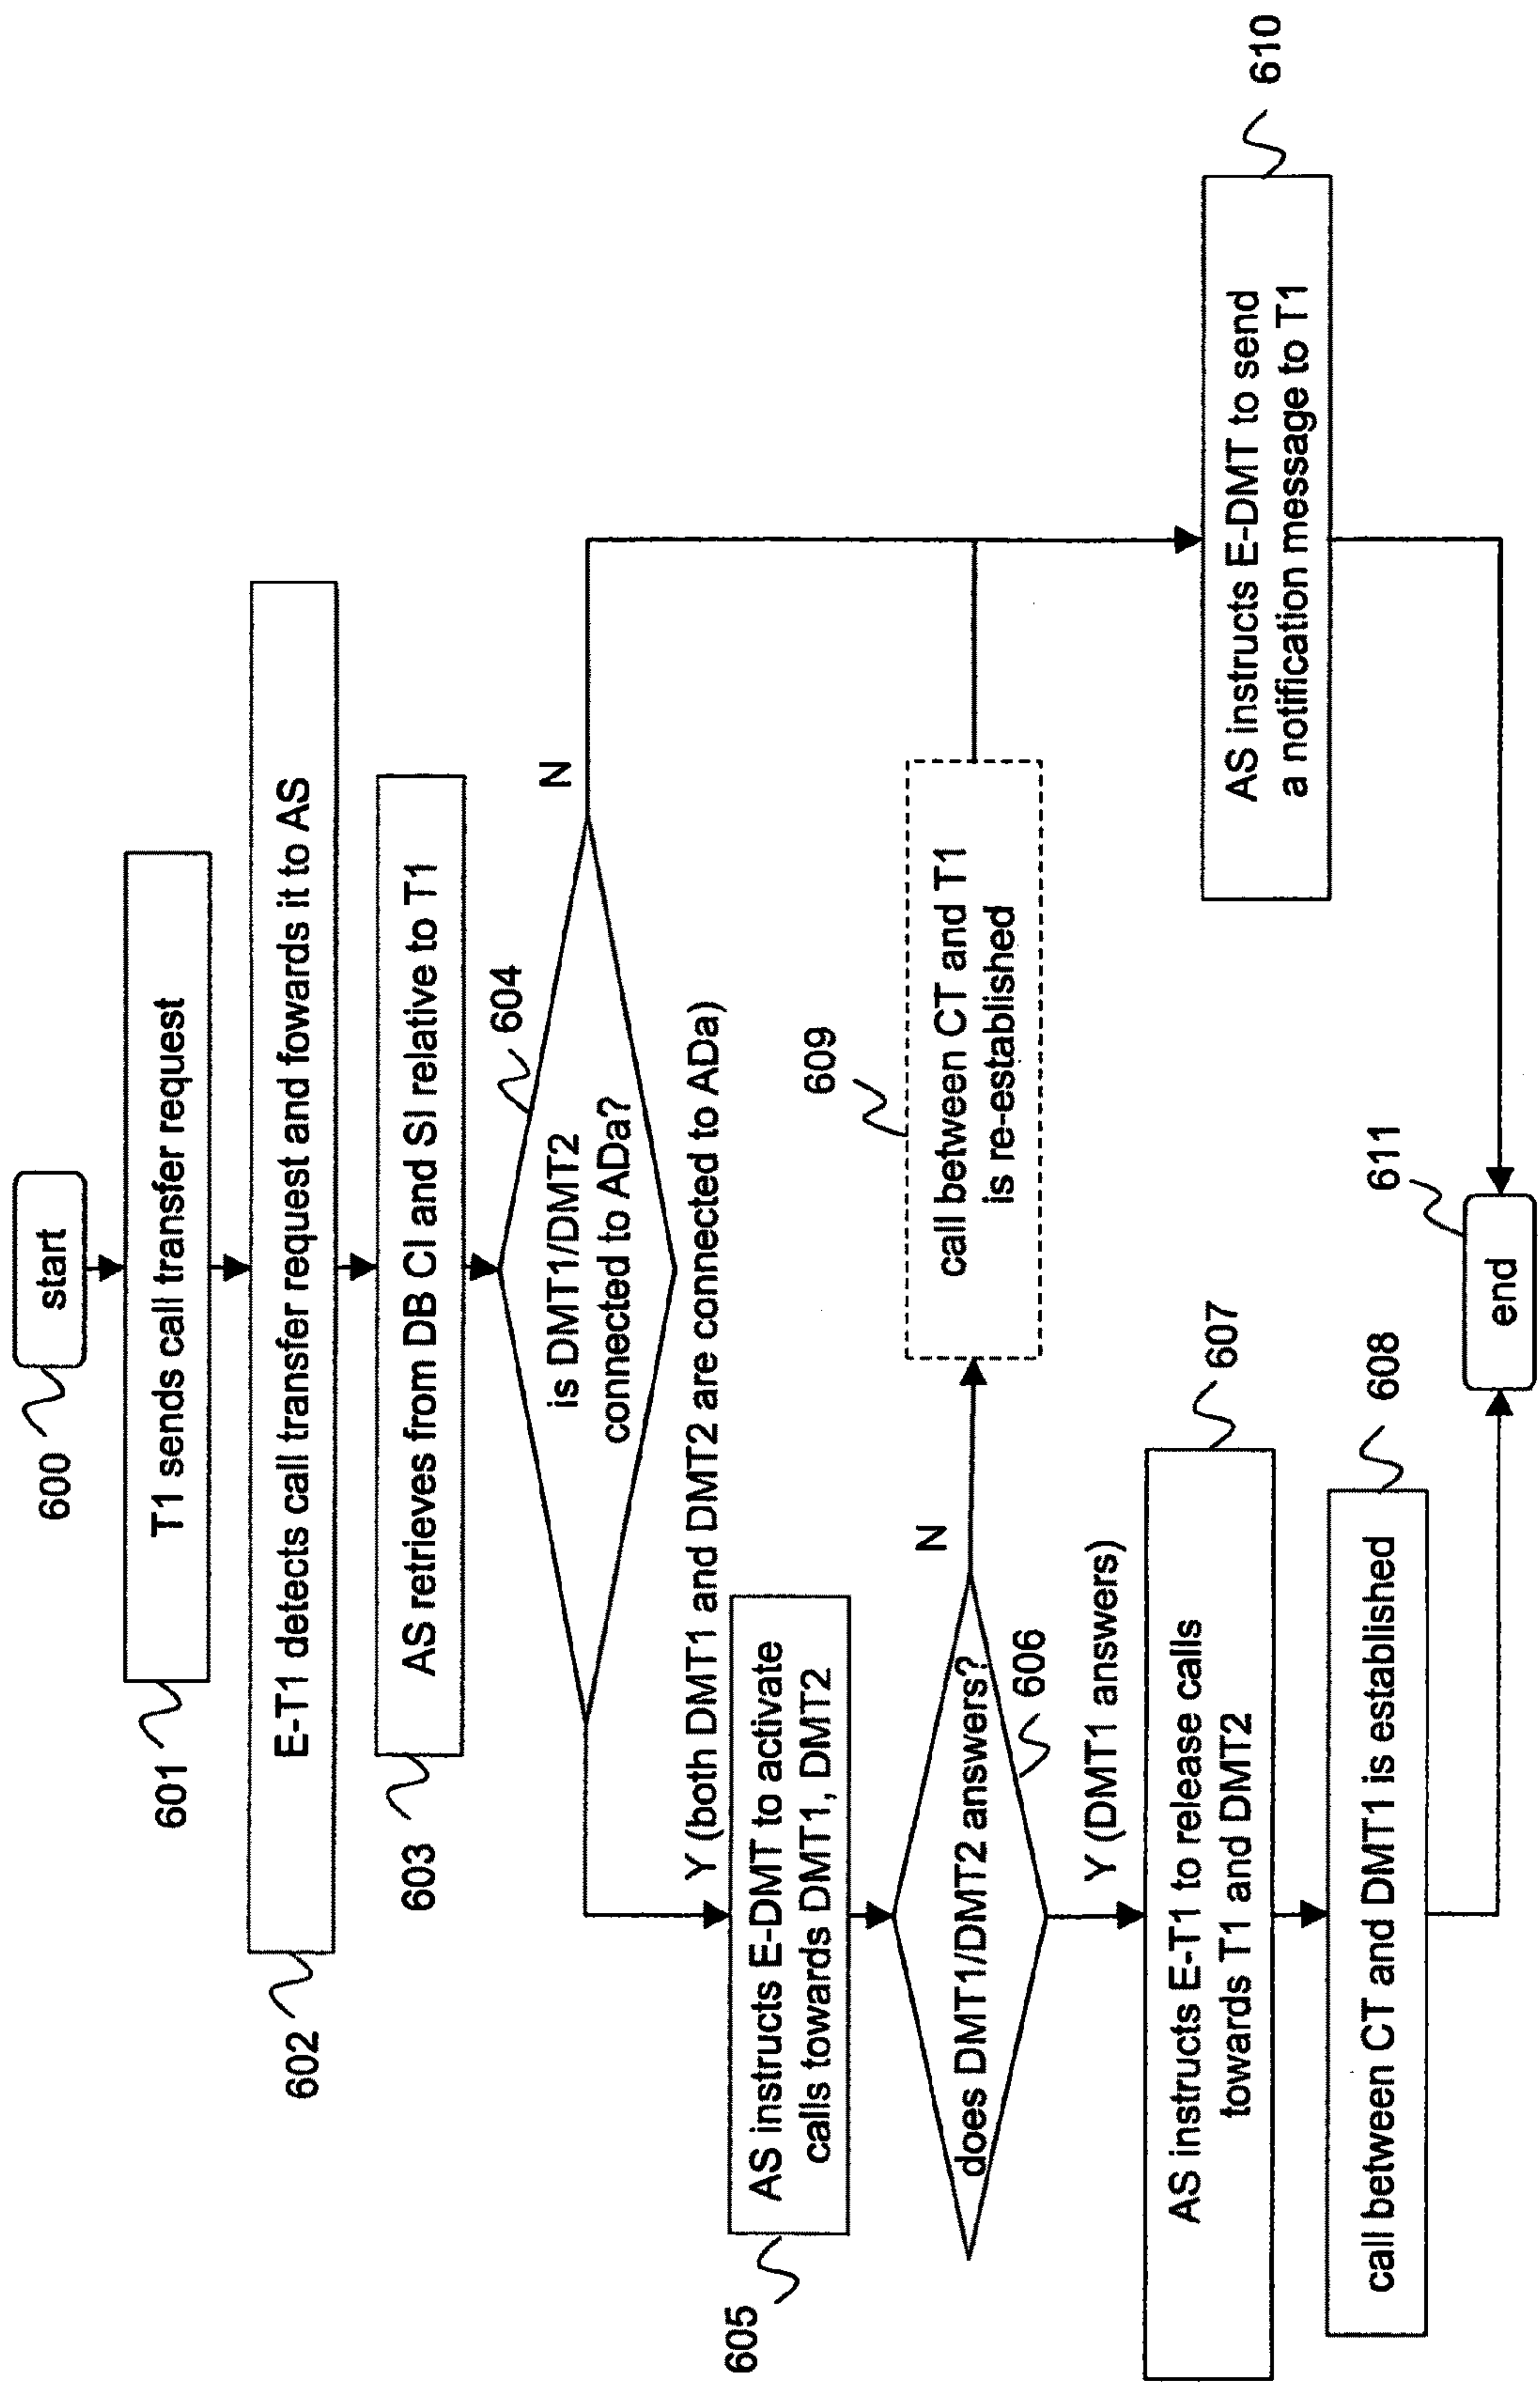 start
600
T1 sends call transfer request
601
E-T1 detects call transfer request and fowards it to AS
602
AS retrieves from DB CI and SI relative to T1
603
is DMT1/DMT2
connected to ADa?
604
N
Y (both DMT1 and DMT2 are connected to ADa)
AS instructs E-DMT to activate
calls towards DMT1, DMT2
605
does DMT1/DMT2 answers?
606
N
call between CT and T1
is re-established
609
Y (DMT1 answers)
AS instructs E-T1 to release calls
towards T1 and DMT2
607
AS instructs E-DMT to send
a notification message to T1
610
call between CT and DMT1 is established
608
end
611